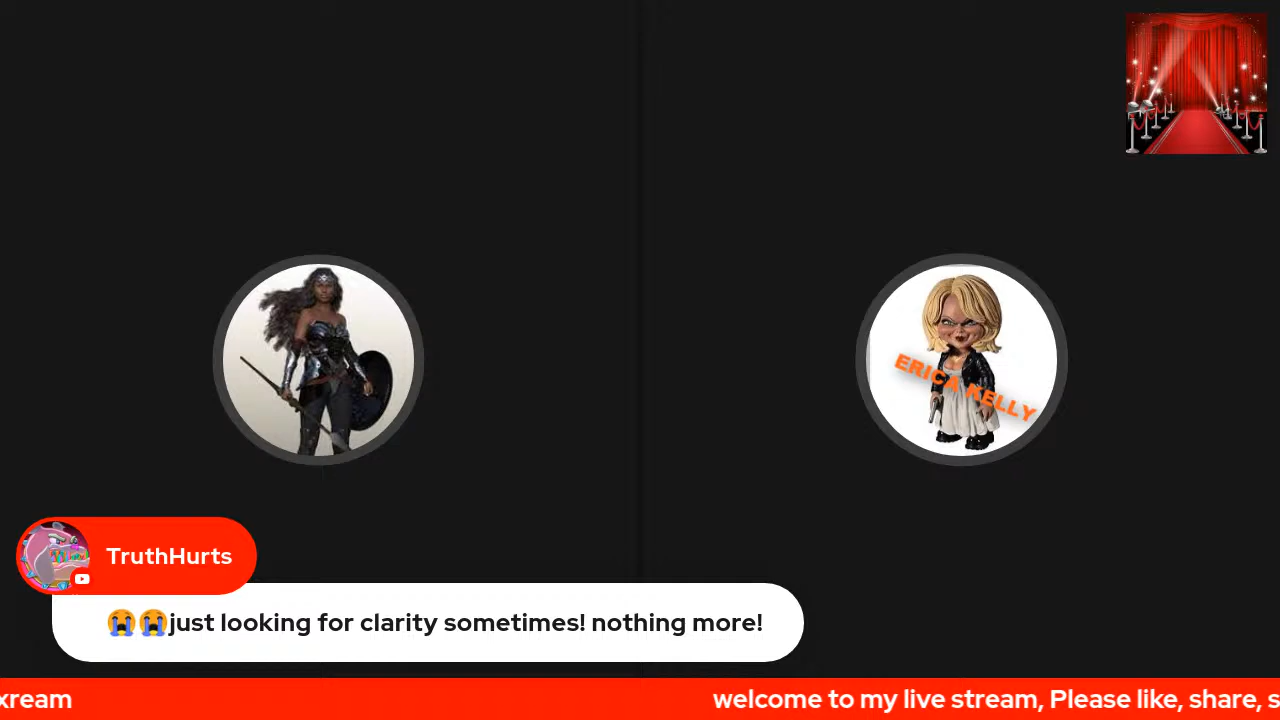 ERICA KELLY
TruthHurts
😭😭just looking for clarity sometimes! nothing more!
xream
welcome to my live stream, Please like, share, s